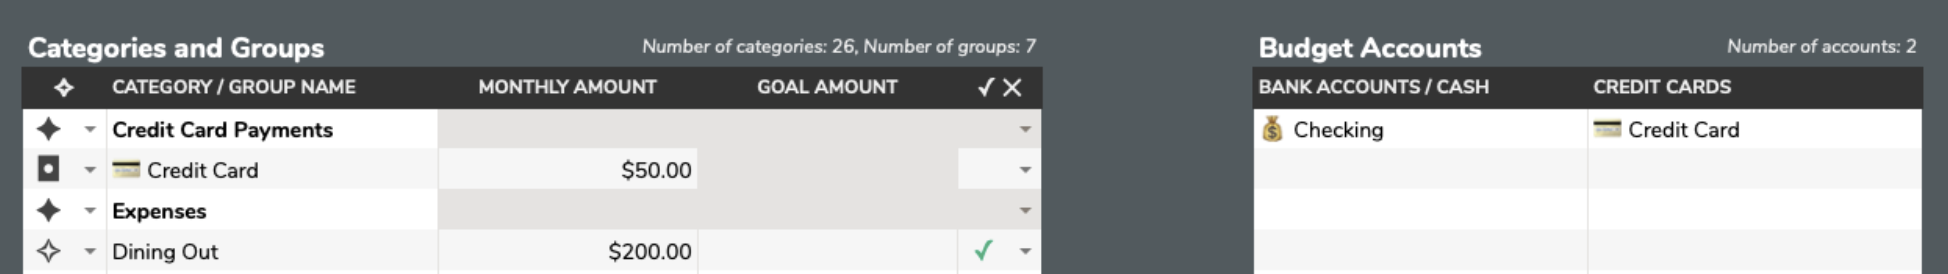 Categories and Groups
Number of categories: 26, Number of groups: 7
CATEGORY / GROUP NAME MONTHLY AMOUNT GOAL AMOUNT
Credit Card Payments
Credit Card $50.00
Expenses
Dining Out $200.00
Budget Accounts
Number of accounts: 2
BANK ACCOUNTS / CASH CREDIT CARDS
Checking Credit Card